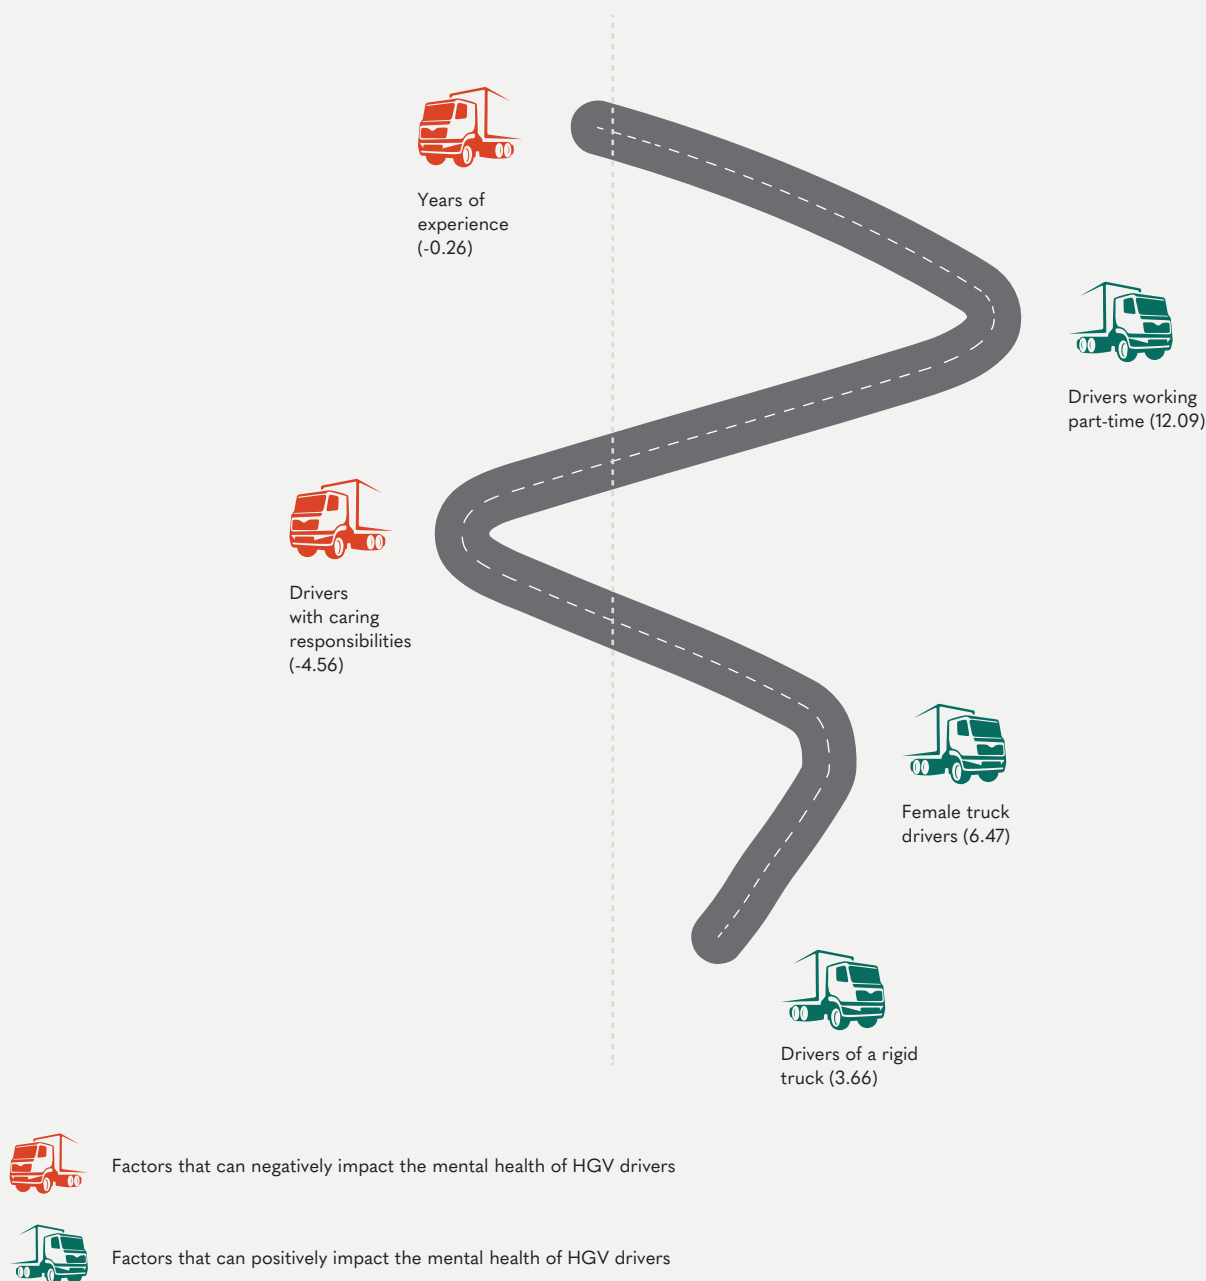 Years of
experience
(-0.26)
Drivers working
part-time (12.09)
Drivers
with caring
responsibilities
(-4.56)
Female truck
drivers (6.47)
Drivers of a rigid
truck (3.66)
Factors that can negatively impact the mental health of HGV drivers
Factors that can positively impact the mental health of HGV drivers